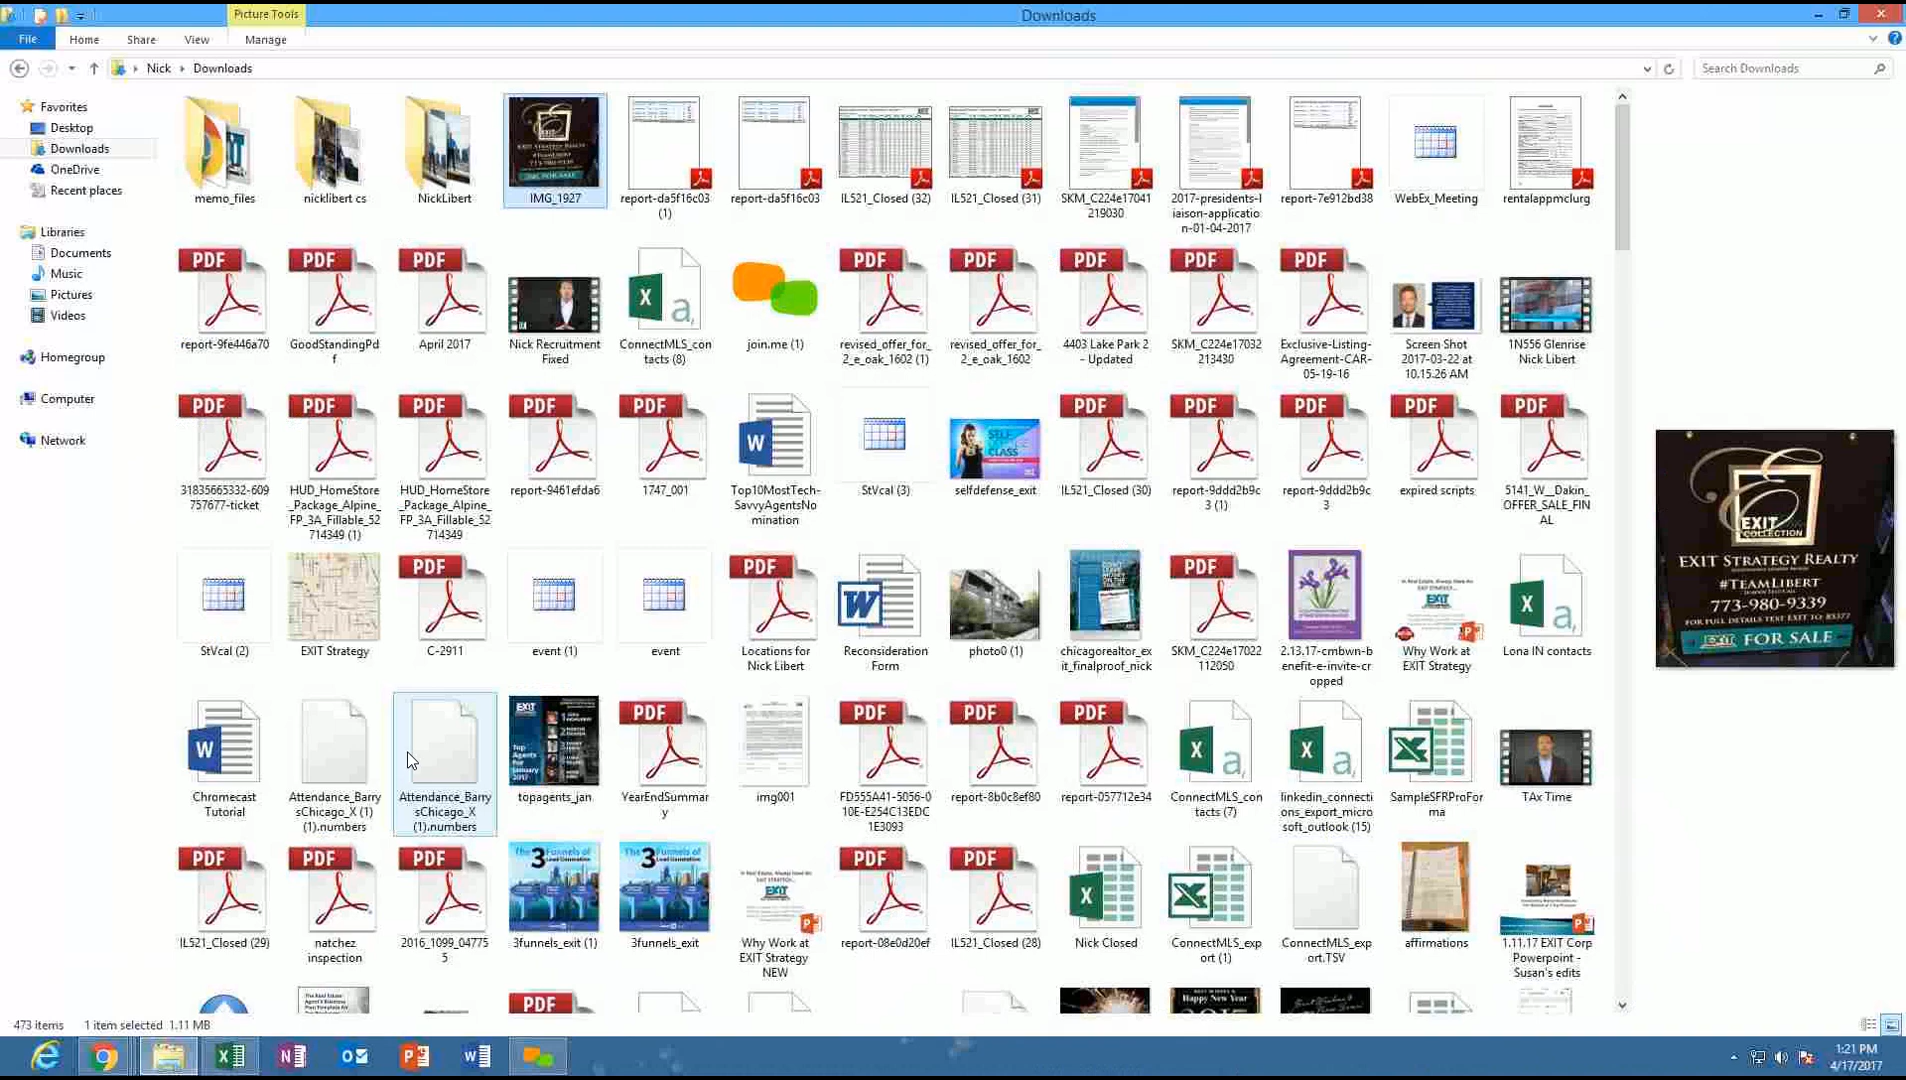 Picture Tools
Downloads
File
Home
Share
View
Manage
Nick
Downloads
Search Downloads
Favorites
Desktop
Downloads
OneDrive
Recent places
Libraries
Documents
Music
Pictures
Videos
Homegroup
Computer
Network
memo_files
nicklibert cs
NickLibert
IMG_1927
report-da5f16c03
(1)
report-da5f16c03
IL521_Closed (32)
IL521_Closed (31)
SKM_C224e17041
219030
2017-presidents-l
iaison-applicatio
n-01-04-2017
report-7e912bd38
WebEx_Meeting
rentalappmclurg
report-9fe446a70
GoodStandingPd
f
April 2017
Nick Recruitment
Fixed
ConnectMLS_con
tacts (8)
join.me (1)
revised_offer_for_
2_e_oak_1602 (1)
revised_offer_for_
2_e_oak_1602
4403 Lake Park 2
- Updated
SKM_C224e17032
213430
Exclusive-Listing-
Agreement-CAR-
05-19-16
Screen Shot
2017-03-22 at
10.15.26 AM
1N556 Glenrise
Nick Libert
31835665332-609
757677-ticket
HUD_HomeStore
_Package_Alpine_
FP_3A_Fillable_52
714349 (1)
HUD_HomeStore
_Package_Alpine_
FP_3A_Fillable_52
714349
report-9461efda6
1747_001
Top10MostTech-
SavvyAgentsNo
mination
StVcal (3)
selfdefense_exit
IL521_Closed (30)
report-9ddd2b9c
3 (1)
report-9ddd2b9c
3
expired scripts
5141_W__Dakin_
OFFER_SALE_FIN
AL
StVcal (2)
EXIT Strategy
C-2911
event (1)
event
Locations for
Nick Libert
Reconsideration
Form
photo0 (1)
chicagorealtor_ex
it_finalproof_nick
SKM_C224e17022
112050
2.13.17-cmbwn-b
enefit-e-invite-cr
opped
Why Work at
EXIT Strategy
Lona IN contacts
Chromecast
Tutorial
Attendance_Barry
sChicago_X (1)
(1).numbers
Attendance_Barry
sChicago_X
(1).numbers
topagents_jan
YearEndSummar
y
img001
FD555A41-5056-0
10E-E254C13EDC
1E3093
report-8b0c8ef80
report-057712e34
ConnectMLS_con
tacts (7)
linkedin_connecti
ons_export_micro
soft_outlook (15)
SampleSFRProFor
ma
TAx Time
IL521_Closed (29)
natchez
inspection
2016_1099_04775
5
3funnels_exit (1)
3funnels_exit
Why Work at
EXIT Strategy
NEW
report-08e0d20ef
IL521_Closed (28)
Nick Closed
ConnectMLS_exp
ort (1)
ConnectMLS_exp
ort.TSV
affirmations
1.11.17 EXIT Corp
Powerpoint -
Susan's edits
EXIT
COLLECTION
EXIT STRATEGY REALTY
#TEAMLIBERT
773-980-9339
FOR FULL DETAILS TEXT EXIT TO 85377
EXIT FOR SALE
473 items
1 item selected 1.11 MB
1:21 PM
4/17/2017